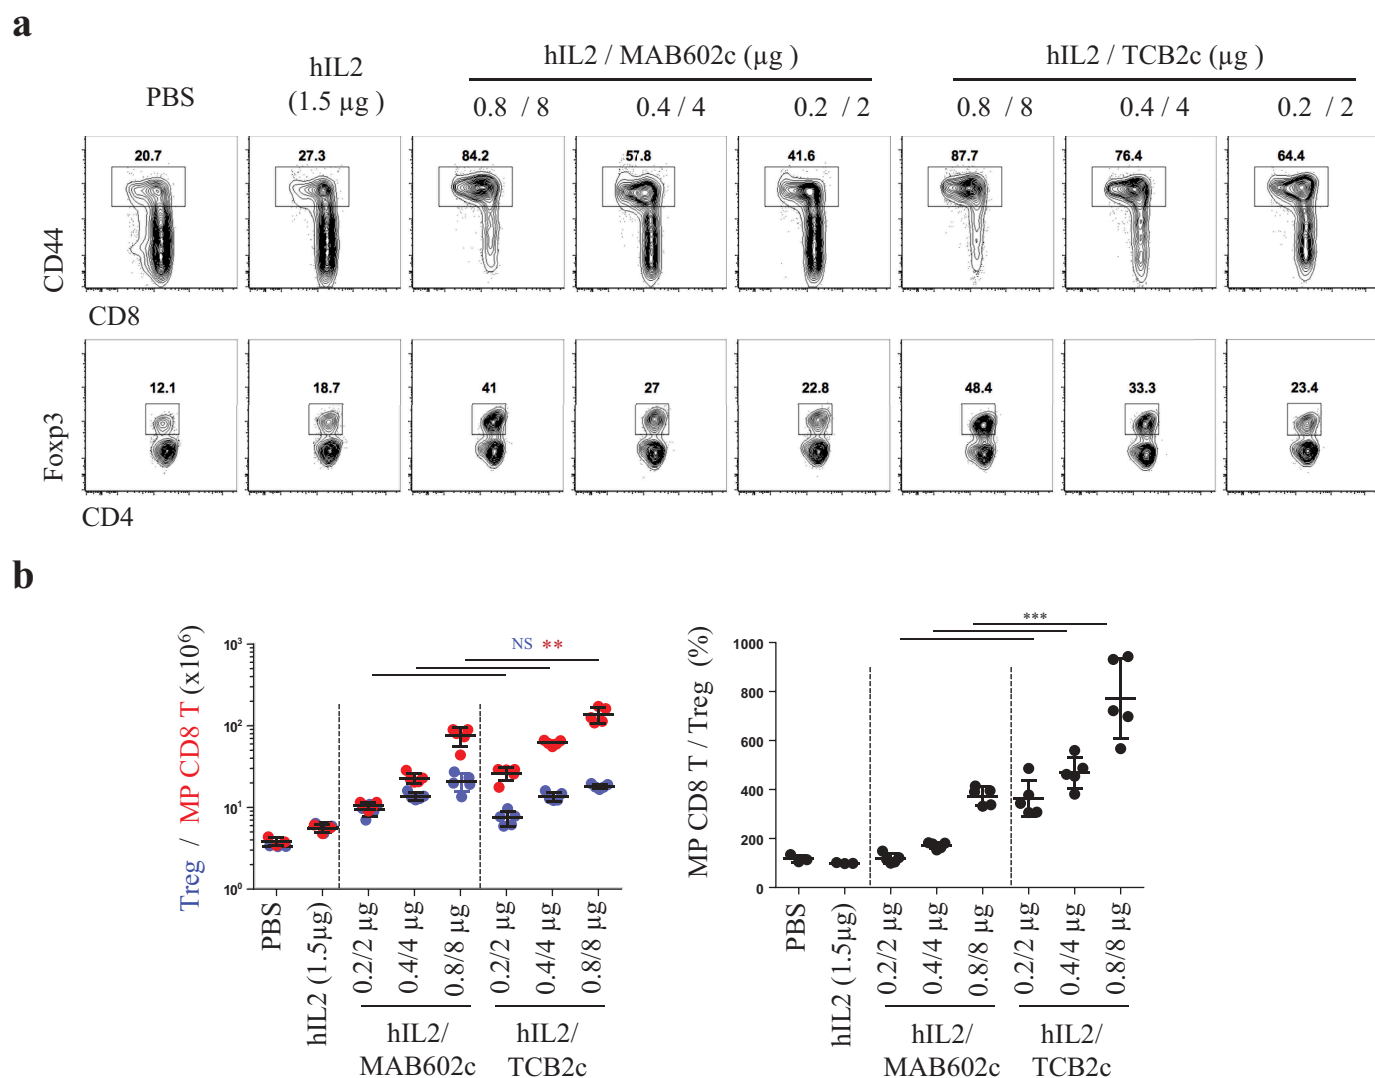 a
PBS
hIL2
(1.5 µg )
hIL2 / MAB602c (µg )
hIL2 / TCB2c (µg )
0.8 / 8
0.4 / 4
0.2 / 2
0.8 / 8
0.4 / 4
0.2 / 2
CD44
20.7
27.3
84.2
57.8
41.6
87.7
76.4
64.4
CD8
Foxp3
12.1
18.7
41
27
22.8
48.4
33.3
23.4
CD4
b
Treg / MP CD8 T (x10⁶)
10³
10²
10¹
10⁰
NS **
PBS
hIL2 (1.5µg)
0.2/2 µg
0.4/4 µg
0.8/8 µg
0.2/2 µg
0.4/4 µg
0.8/8 µg
hIL2/
MAB602c
hIL2/
TCB2c
MP CD8 T / Treg (%)
1000
800
600
400
200
0
***
PBS
hIL2 (1.5µg)
0.2/2 µg
0.4/4 µg
0.8/8 µg
0.2/2 µg
0.4/4 µg
0.8/8 µg
hIL2/
MAB602c
hIL2/
TCB2c